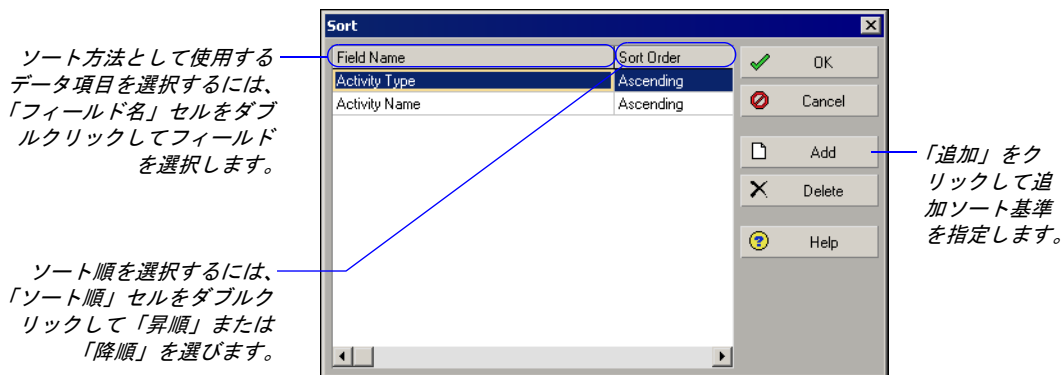 Sort
Field Name Sort Order
Activity Type Ascending
Activity Name Ascending
OK
Cancel
Add
Delete
Help
ソート方法として使用する
データ項目を選択するには、
「フィールド名」セルをダブ
ルクリックしてフィールド
を選択します。
ソート順を選択するには、
「ソート順」セルをダブルク
リックして「昇順」または
「降順」を選びます。
「追加」をク
リックして追
加ソート基準
を指定します。